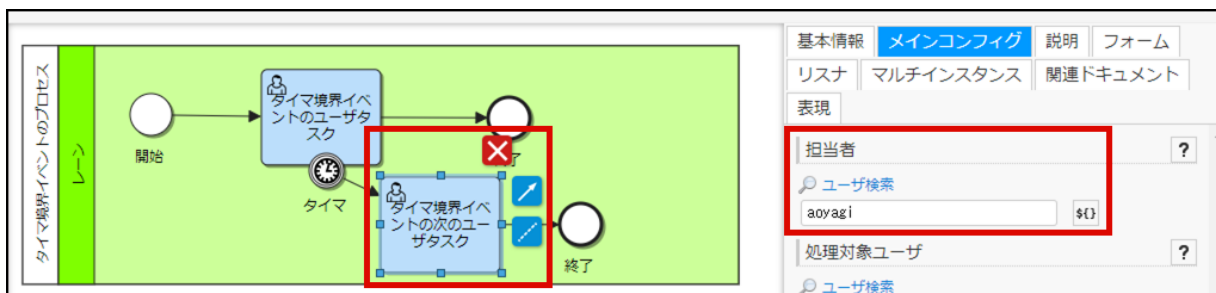 タイマ境界イベントのプロセス
レーン
開始
タイマ境界イベ
ントのユーザタ
スク
タイマ
タイマ境界イベ
ントの次のユー
ザタスク
了
終了
基本情報
メインコンフィグ
説明
フォーム
リスナ
マルチインスタンス
関連ドキュメント
表現
担当者
?
ユーザ検索
aoyagi
${}
処理対象ユーザ
?
ユーザ検索